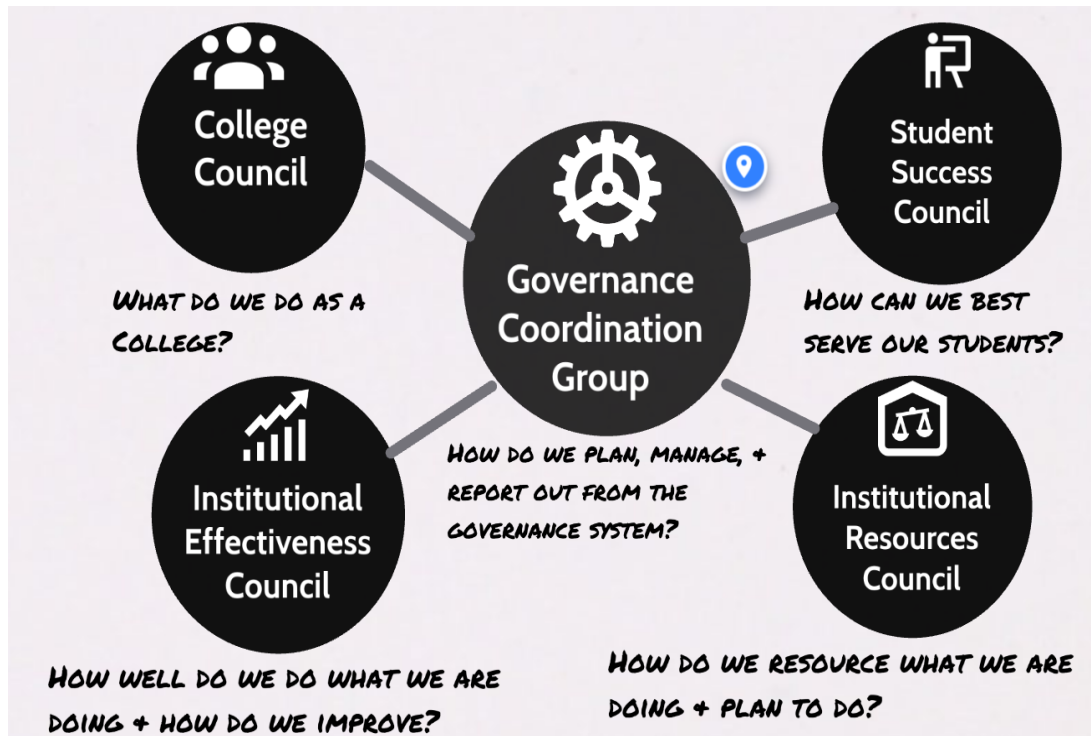 College
Council
WHAT DO WE DO AS A
COLLEGE?
Student
Success
Council
HOW CAN WE BEST
SERVE OUR STUDENTS?
Governance
Coordination
Group
HOW DO WE PLAN, MANAGE, +
REPORT OUT FROM THE
GOVERNANCE SYSTEM?
Institutional
Effectiveness
Council
HOW WELL DO WE DO WHAT WE ARE
DOING + HOW DO WE IMPROVE?
Institutional
Resources
Council
HOW DO WE RESOURCE WHAT WE ARE
DOING + PLAN TO DO?